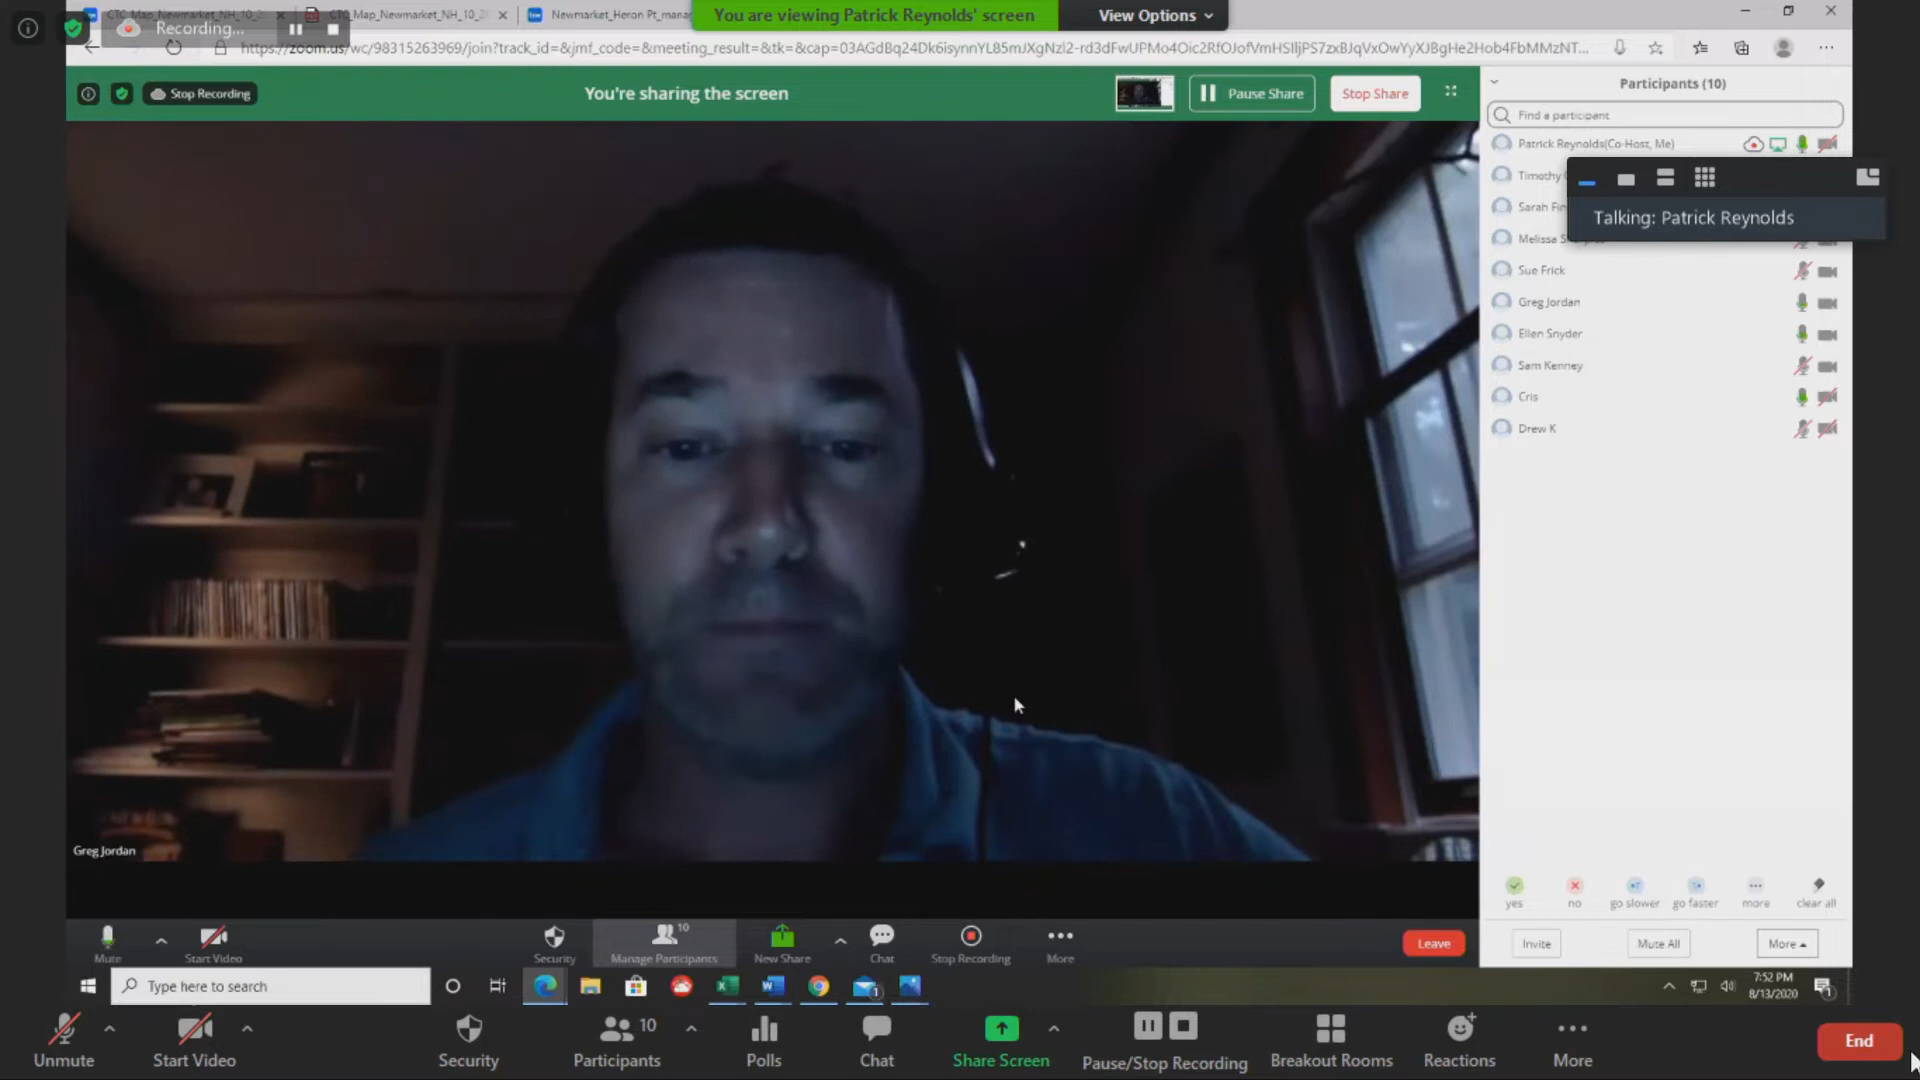 CTC_Map_Newmarket_NH_10_2
CTC_Map_Newmarket_NH_10_2
Newmarket_Heron Pt_mana
You are viewing Patrick Reynolds' screen
View Options
Recording...
You're sharing the screen
Stop Recording
Pause Share
Stop Share
Participants (10)
Find a participant
Patrick Reynolds(Co-Host, Me)
Timothy
Talking: Patrick Reynolds
Sarah
Melissa
Sue Frick
Greg Jordan
Ellen Snyder
Sam Kenney
Cris
Drew K
Greg Jordan
yes
no
go slower
go faster
more
clear all
Invite
Mute All
More
Mute
Start Video
Security
10
Manage Participants
New Share
Chat
Stop Recording
More
Leave
Type here to search
1
7:52 PM
8/13/2020
1
Unmute
Start Video
Security
10
Participants
Polls
Chat
Share Screen
Pause/Stop Recording
Breakout Rooms
Reactions
More
End